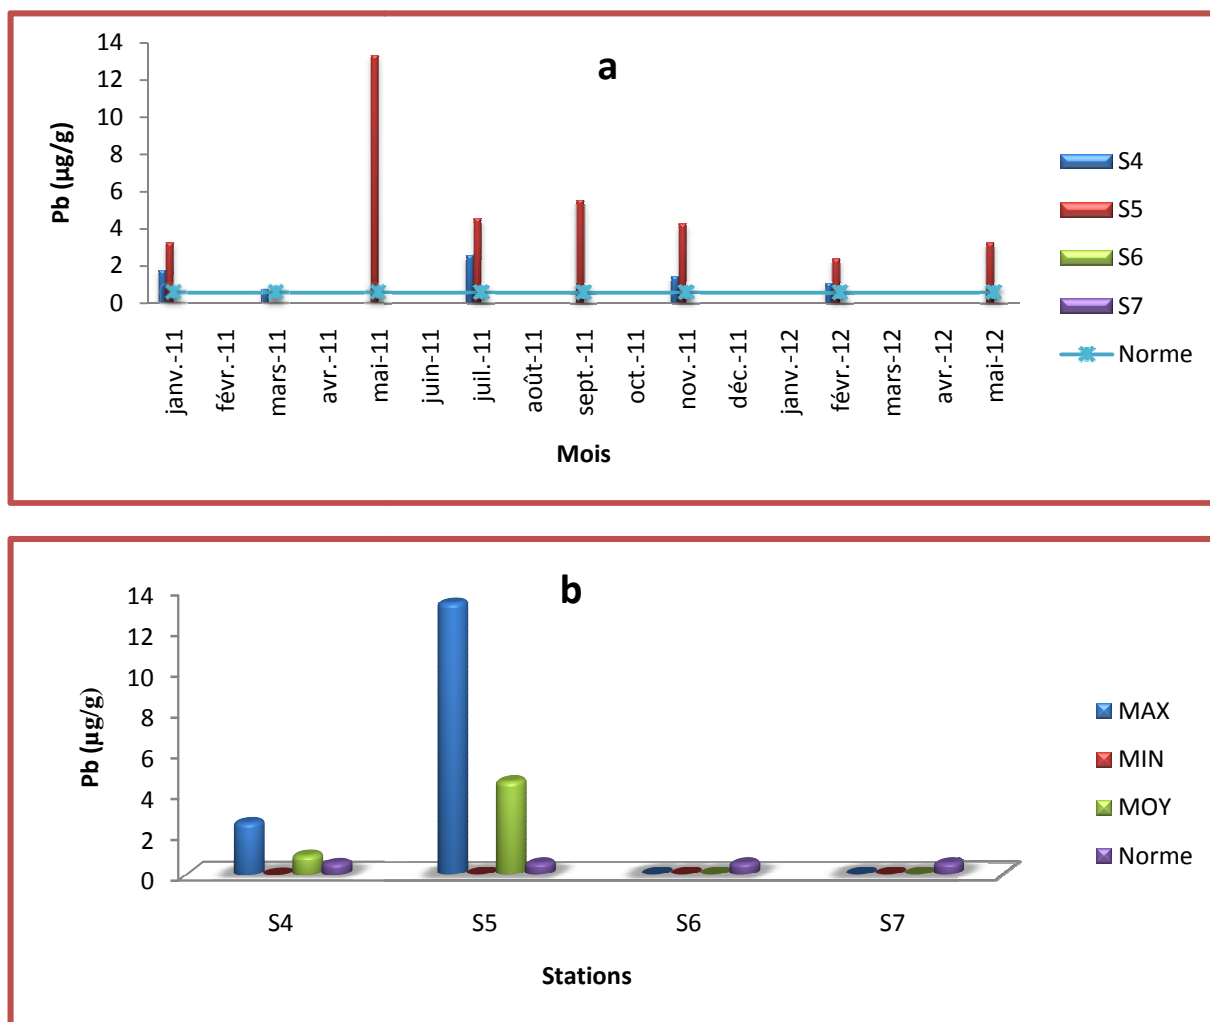 a
14
12
10
8
6
4
2
0
Pb (µg/g)
janv.-11
févr.-11
mars-11
avr.-11
mai-11
juin-11
juil.-11
août-11
sept.-11
oct.-11
nov.-11
déc.-11
janv.-12
févr.-12
mars-12
avr.-12
mai-12
Mois
S4
S5
S6
S7
Norme
b
14
12
10
8
6
4
2
0
Pb (µg/g)
S4
S5
S6
S7
Stations
MAX
MIN
MOY
Norme